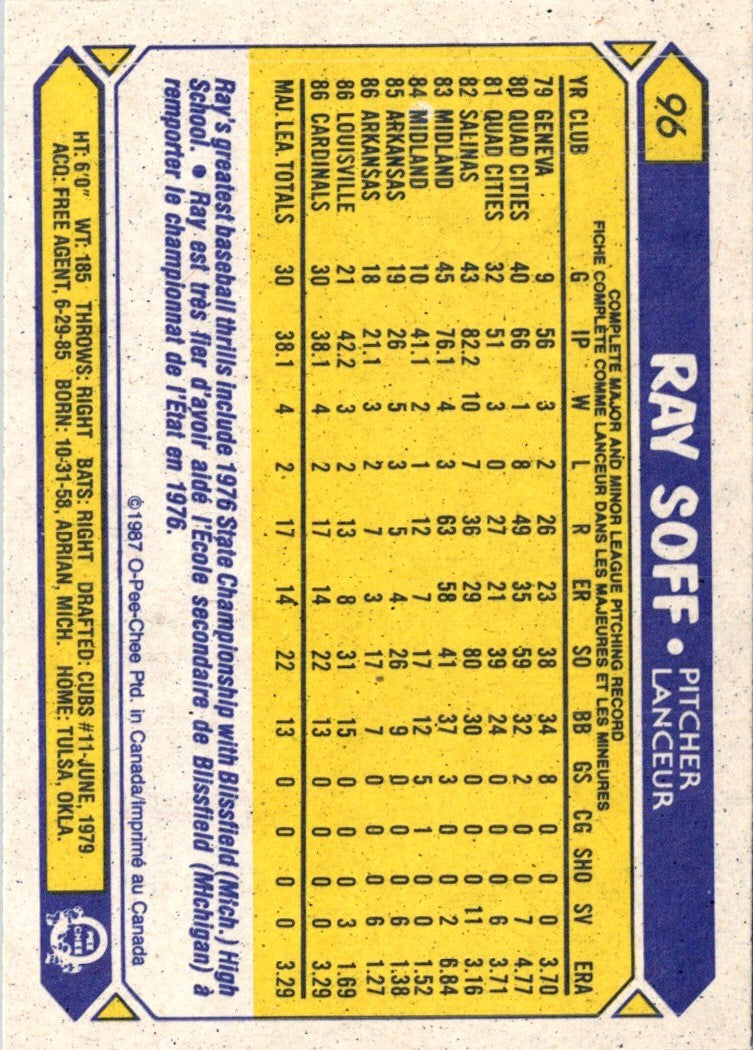 96
RAY SOFF • PITCHER
LANCEUR
COMPLETE MAJOR AND MINOR LEAGUE PITCHING RECORD
FICHE COMPLÈTE COMME LANCEUR DANS LES MAJEURES ET LES MINEURES
YR CLUB G IP W L R ER SO BB GS CG SHO SV ERA
79 GENEVA 9 56 3 2 26 23 38 34 8 0 0 0 3.70
80 QUAD CITIES 40 66 1 8 49 35 59 32 2 0 0 7 4.77
81 QUAD CITIES 32 51 3 0 27 21 39 24 0 0 0 6 3.71
82 SALINAS 43 82.2 10 7 36 29 80 30 0 0 0 11 3.16
83 MIDLAND 45 76.1 4 3 63 58 41 37 3 0 0 2 6.84
84 MIDLAND 10 41.1 2 1 12 7 17 12 5 1 0 0 1.52
85 ARKANSAS 19 26 5 3 5 4 26 9 0 0 0 6 1.38
86 ARKANSAS 18 21.1 3 2 7 3 17 7 0 0 0 6 1.27
86 LOUISVILLE 21 42.2 3 2 13 8 31 15 0 0 0 3 1.69
86 CARDINALS 30 38.1 4 2 17 14 22 13 0 0 0 0 3.29
MAJ. LEA. TOTALS 30 38.1 4 2 17 14 22 13 0 0 0 0 3.29
Ray's greatest baseball thrills include 1976 State Championship with Blissfield (Mich.) High
School. • Ray est très fier d'avoir aidé l'École secondaire de Blissfield (Michigan) à
remporter le championnat de l'État en 1976.
©1987 O-Pee-Chee Ptd. in Canada/Imprimé au Canada
HT: 6'0" WT: 185 THROWS: RIGHT BATS: RIGHT DRAFTED: CUBS #11-JUNE, 1979
ACQ: FREE AGENT, 6-29-85 BORN: 10-31-58, ADRIAN, MICH. HOME: TULSA, OKLA.
O
PEE
CHEE